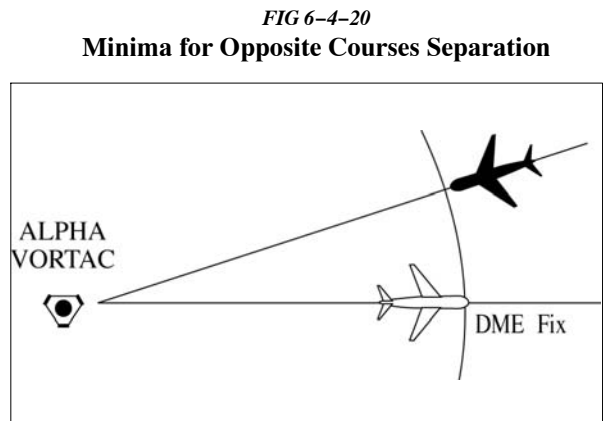 FIG 6−4−20
Minima for Opposite Courses Separation
ALPHA
VORTAC
DME Fix